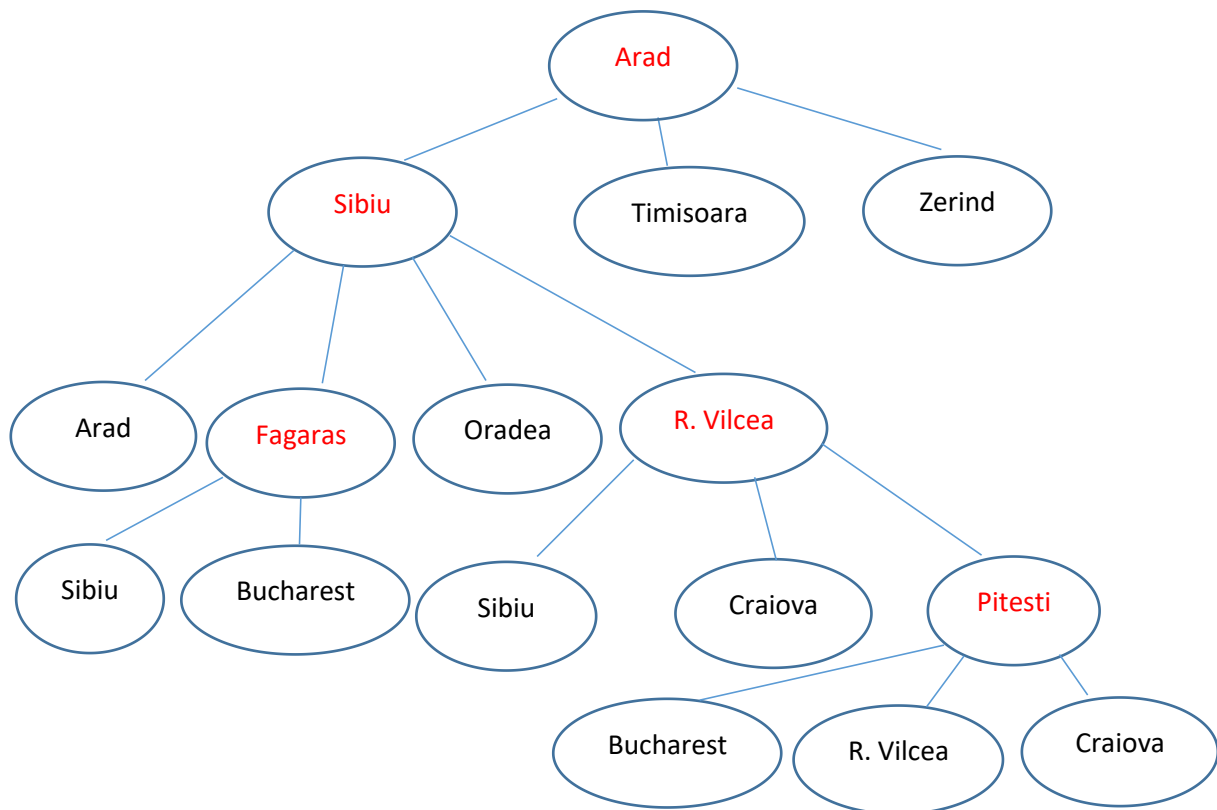 Arad
Sibiu
Timisoara
Zerind
Arad
Fagaras
Oradea
R. Vilcea
Sibiu
Bucharest
Sibiu
Craiova
Pitesti
Bucharest
R. Vilcea
Craiova